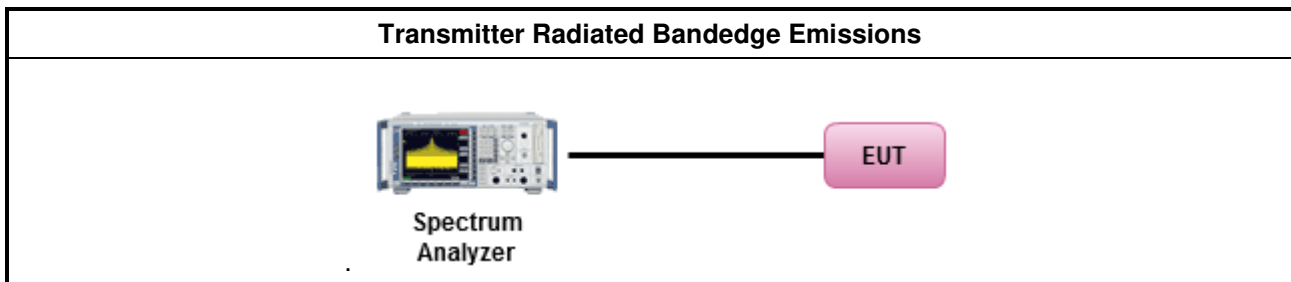 Transmitter Radiated Bandedge Emissions
EUT
Spectrum
Analyzer
.